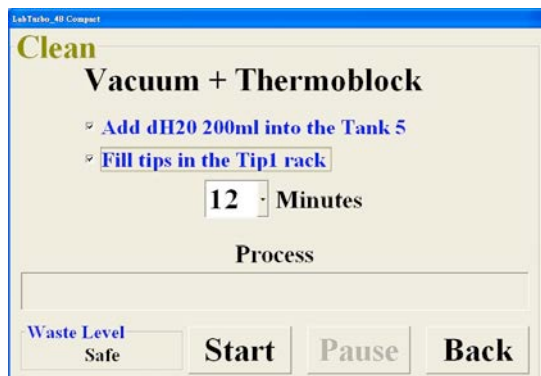 LabTurbo_48 Compact
Clean
Vacuum + Thermoblock
Add dH20 200ml into the Tank 5
Fill tips in the Tip1 rack
12 Minutes
Process
Waste Level
Safe
Start Pause Back